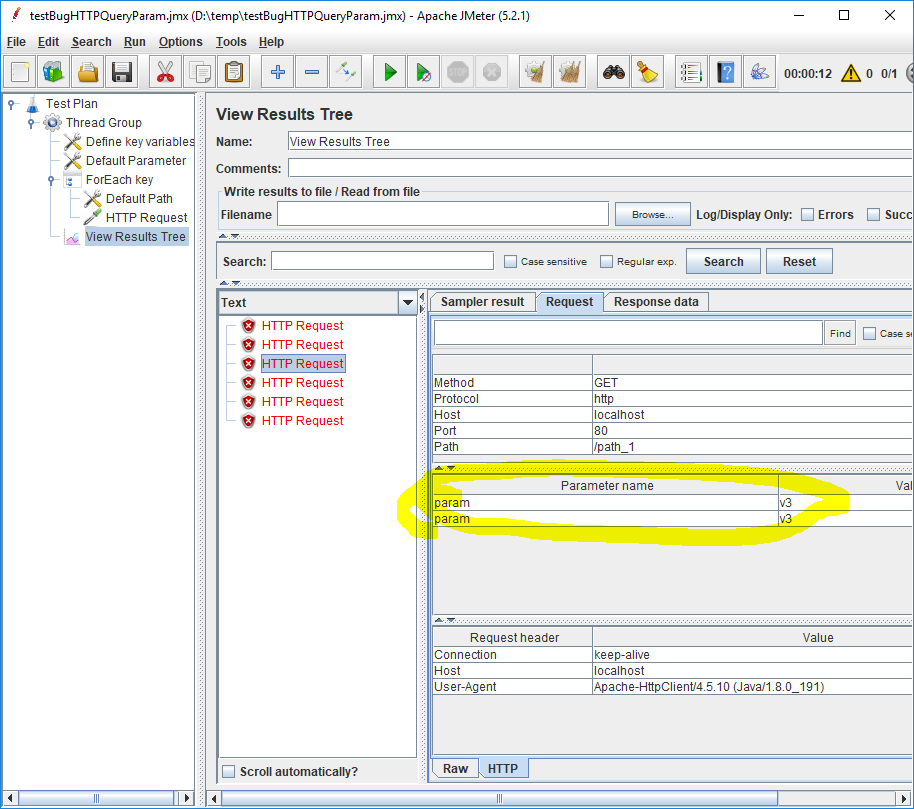 testBugHTTPQueryParam.jmx (D:\temp\testBugHTTPQueryParam.jmx) - Apache JMeter (5.2.1)
File Edit Search Run Options Tools Help
STOP 00:00:12 0 0/1
Test Plan
Thread Group
Define key variables
Default Parameter
ForEach key
Default Path
HTTP Request
View Results Tree
View Results Tree
Name: View Results Tree
Comments:
Write results to file / Read from file
Filename Browse... Log/Display Only: Errors Succ
Search: Case sensitive Regular exp. Search Reset
Text
HTTP Request
HTTP Request
HTTP Request
HTTP Request
HTTP Request
HTTP Request
Scroll automatically?
Sampler result Request Response data
Find Case se
Method GET
Protocol http
Host localhost
Port 80
Path /path_1
Parameter name Val
param v3
param v3
Request header Value
Connection keep-alive
Host localhost
User-Agent Apache-HttpClient/4.5.10 (Java/1.8.0_191)
Raw HTTP